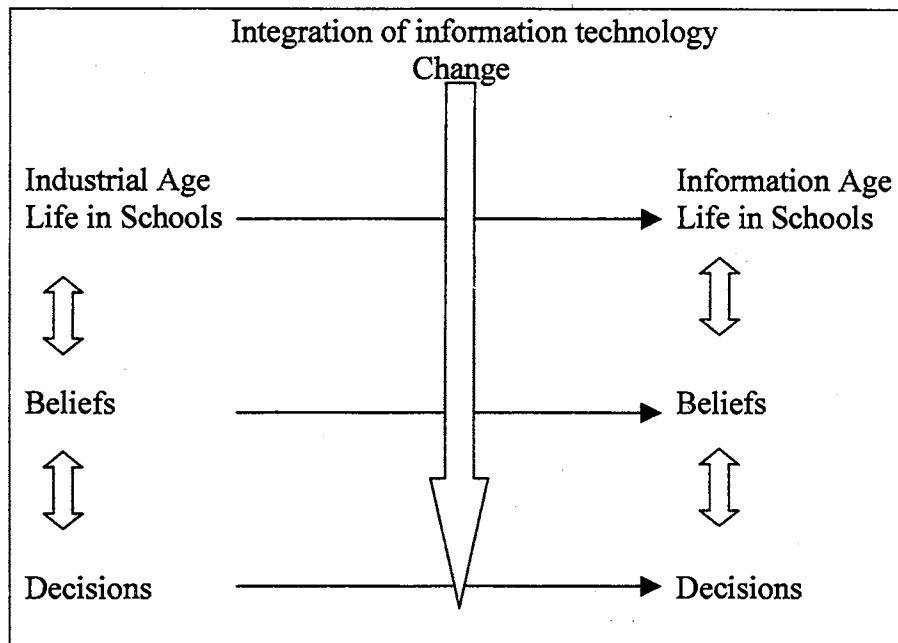 Integration of information technology
Change
Industrial Age
Life in Schools
Information Age
Life in Schools
Beliefs
Beliefs
Decisions
Decisions